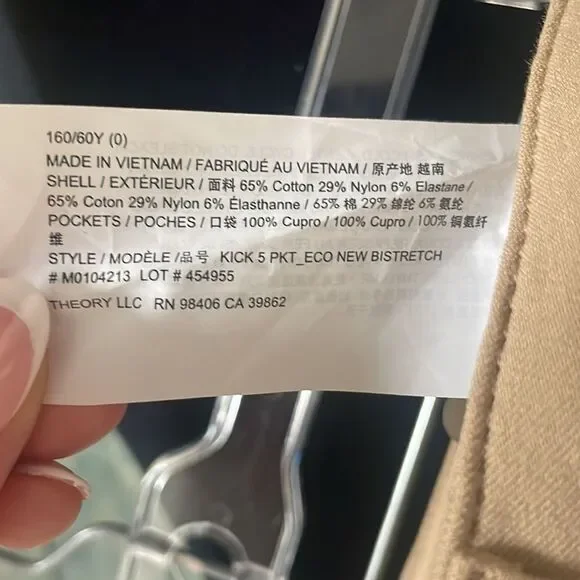 160/60Y (0)
MADE IN VIETNAM / FABRIQUÉ AU VIETNAM / 原产地 越南
SHELL / EXTÉRIEUR / 面料 65% Cotton 29% Nylon 6% Elastane /
65% Coton 29% Nylon 6% Élasthanne / 65% 棉 29% 锦纶 6% 氨纶
POCKETS / POCHES / 口袋 100% Cupro / 100% Cupro / 100% 铜氨纤
维
STYLE / MODÈLE /品号 KICK 5 PKT_ECO NEW BISTRETCH
# M0104213 LOT # 454955
THEORY LLC RN 98406 CA 39862